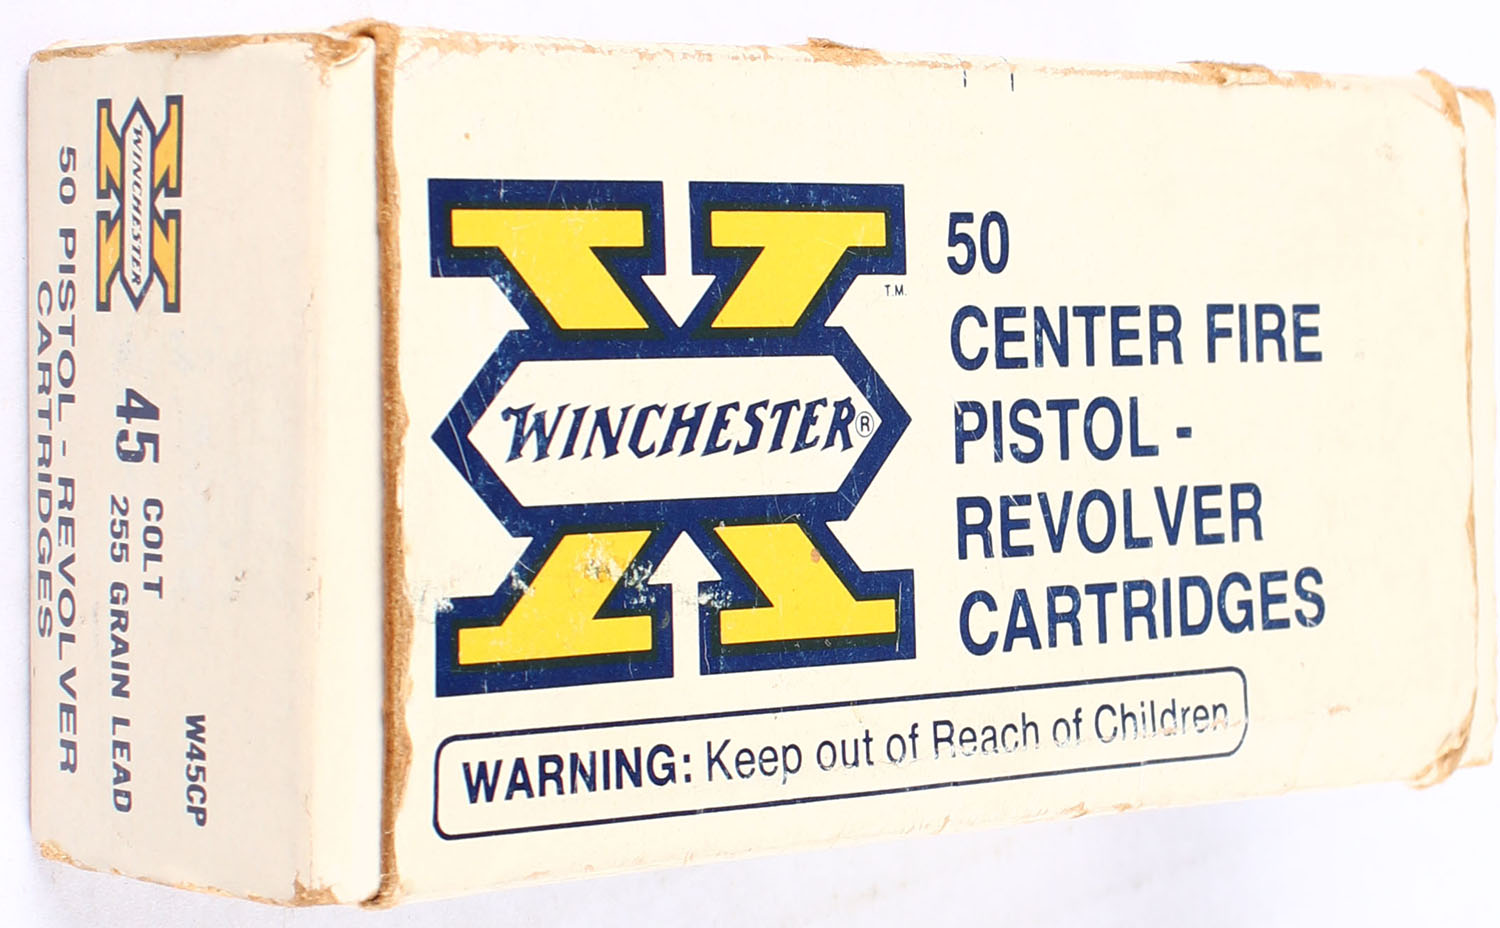 WINCHESTER®
T.M.
50
CENTER FIRE
PISTOL -
REVOLVER
CARTRIDGES
WARNING: Keep out of Reach of Children
WINCHESTER
45 COLT
255 GRAIN LEAD
W45CP
50 PISTOL - REVOLVER
CARTRIDGES